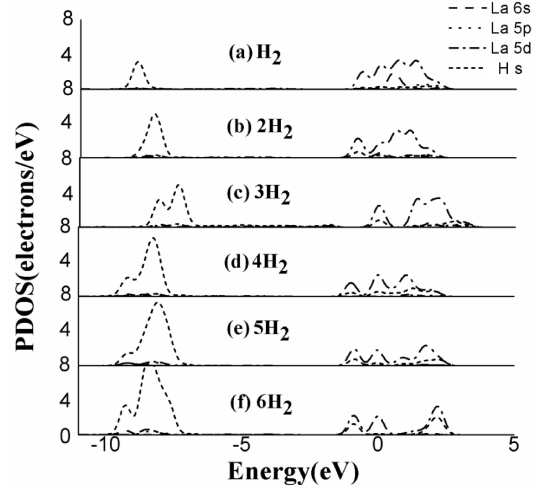 La 6s
La 5p
La 5d
H s
8
4
(a) H2
8
4
(b) 2H2
8
4
(c) 3H2
8
4
(d) 4H2
8
4
(e) 5H2
8
4
(f) 6H2
0
-10
-5
0
5
PDOS(electrons/eV)
Energy(eV)